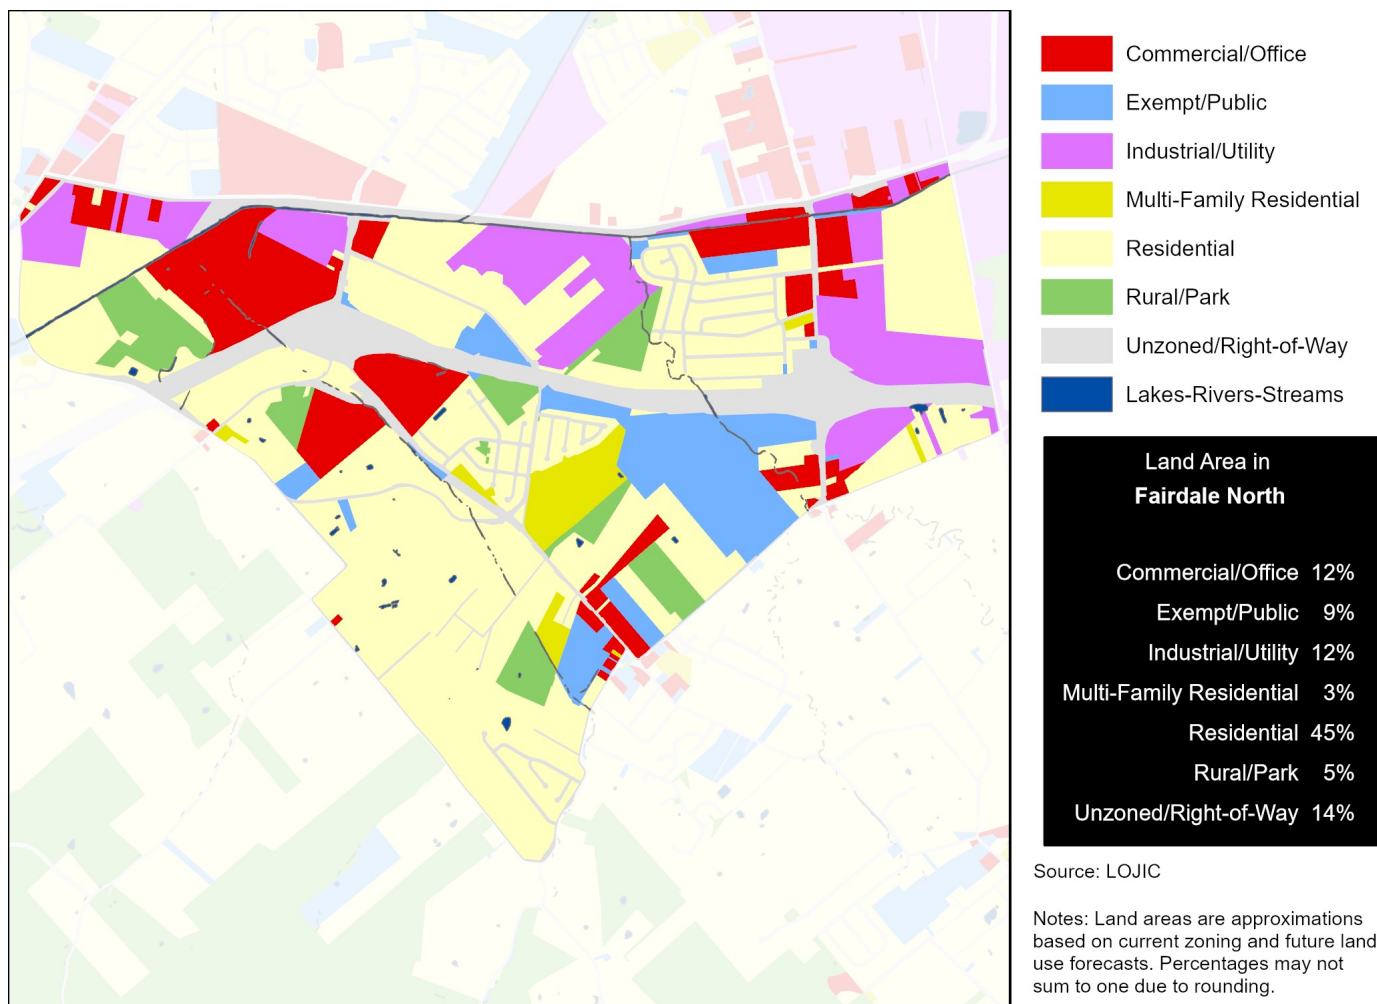 Commercial/Office
Exempt/Public
Industrial/Utility
Multi-Family Residential
Residential
Rural/Park
Unzoned/Right-of-Way
Lakes-Rivers-Streams
Land Area in
Fairdale North
Commercial/Office 12%
Exempt/Public 9%
Industrial/Utility 12%
Multi-Family Residential 3%
Residential 45%
Rural/Park 5%
Unzoned/Right-of-Way 14%
Source: LOJIC
Notes: Land areas are approximations
based on current zoning and future land
use forecasts. Percentages may not
sum to one due to rounding.